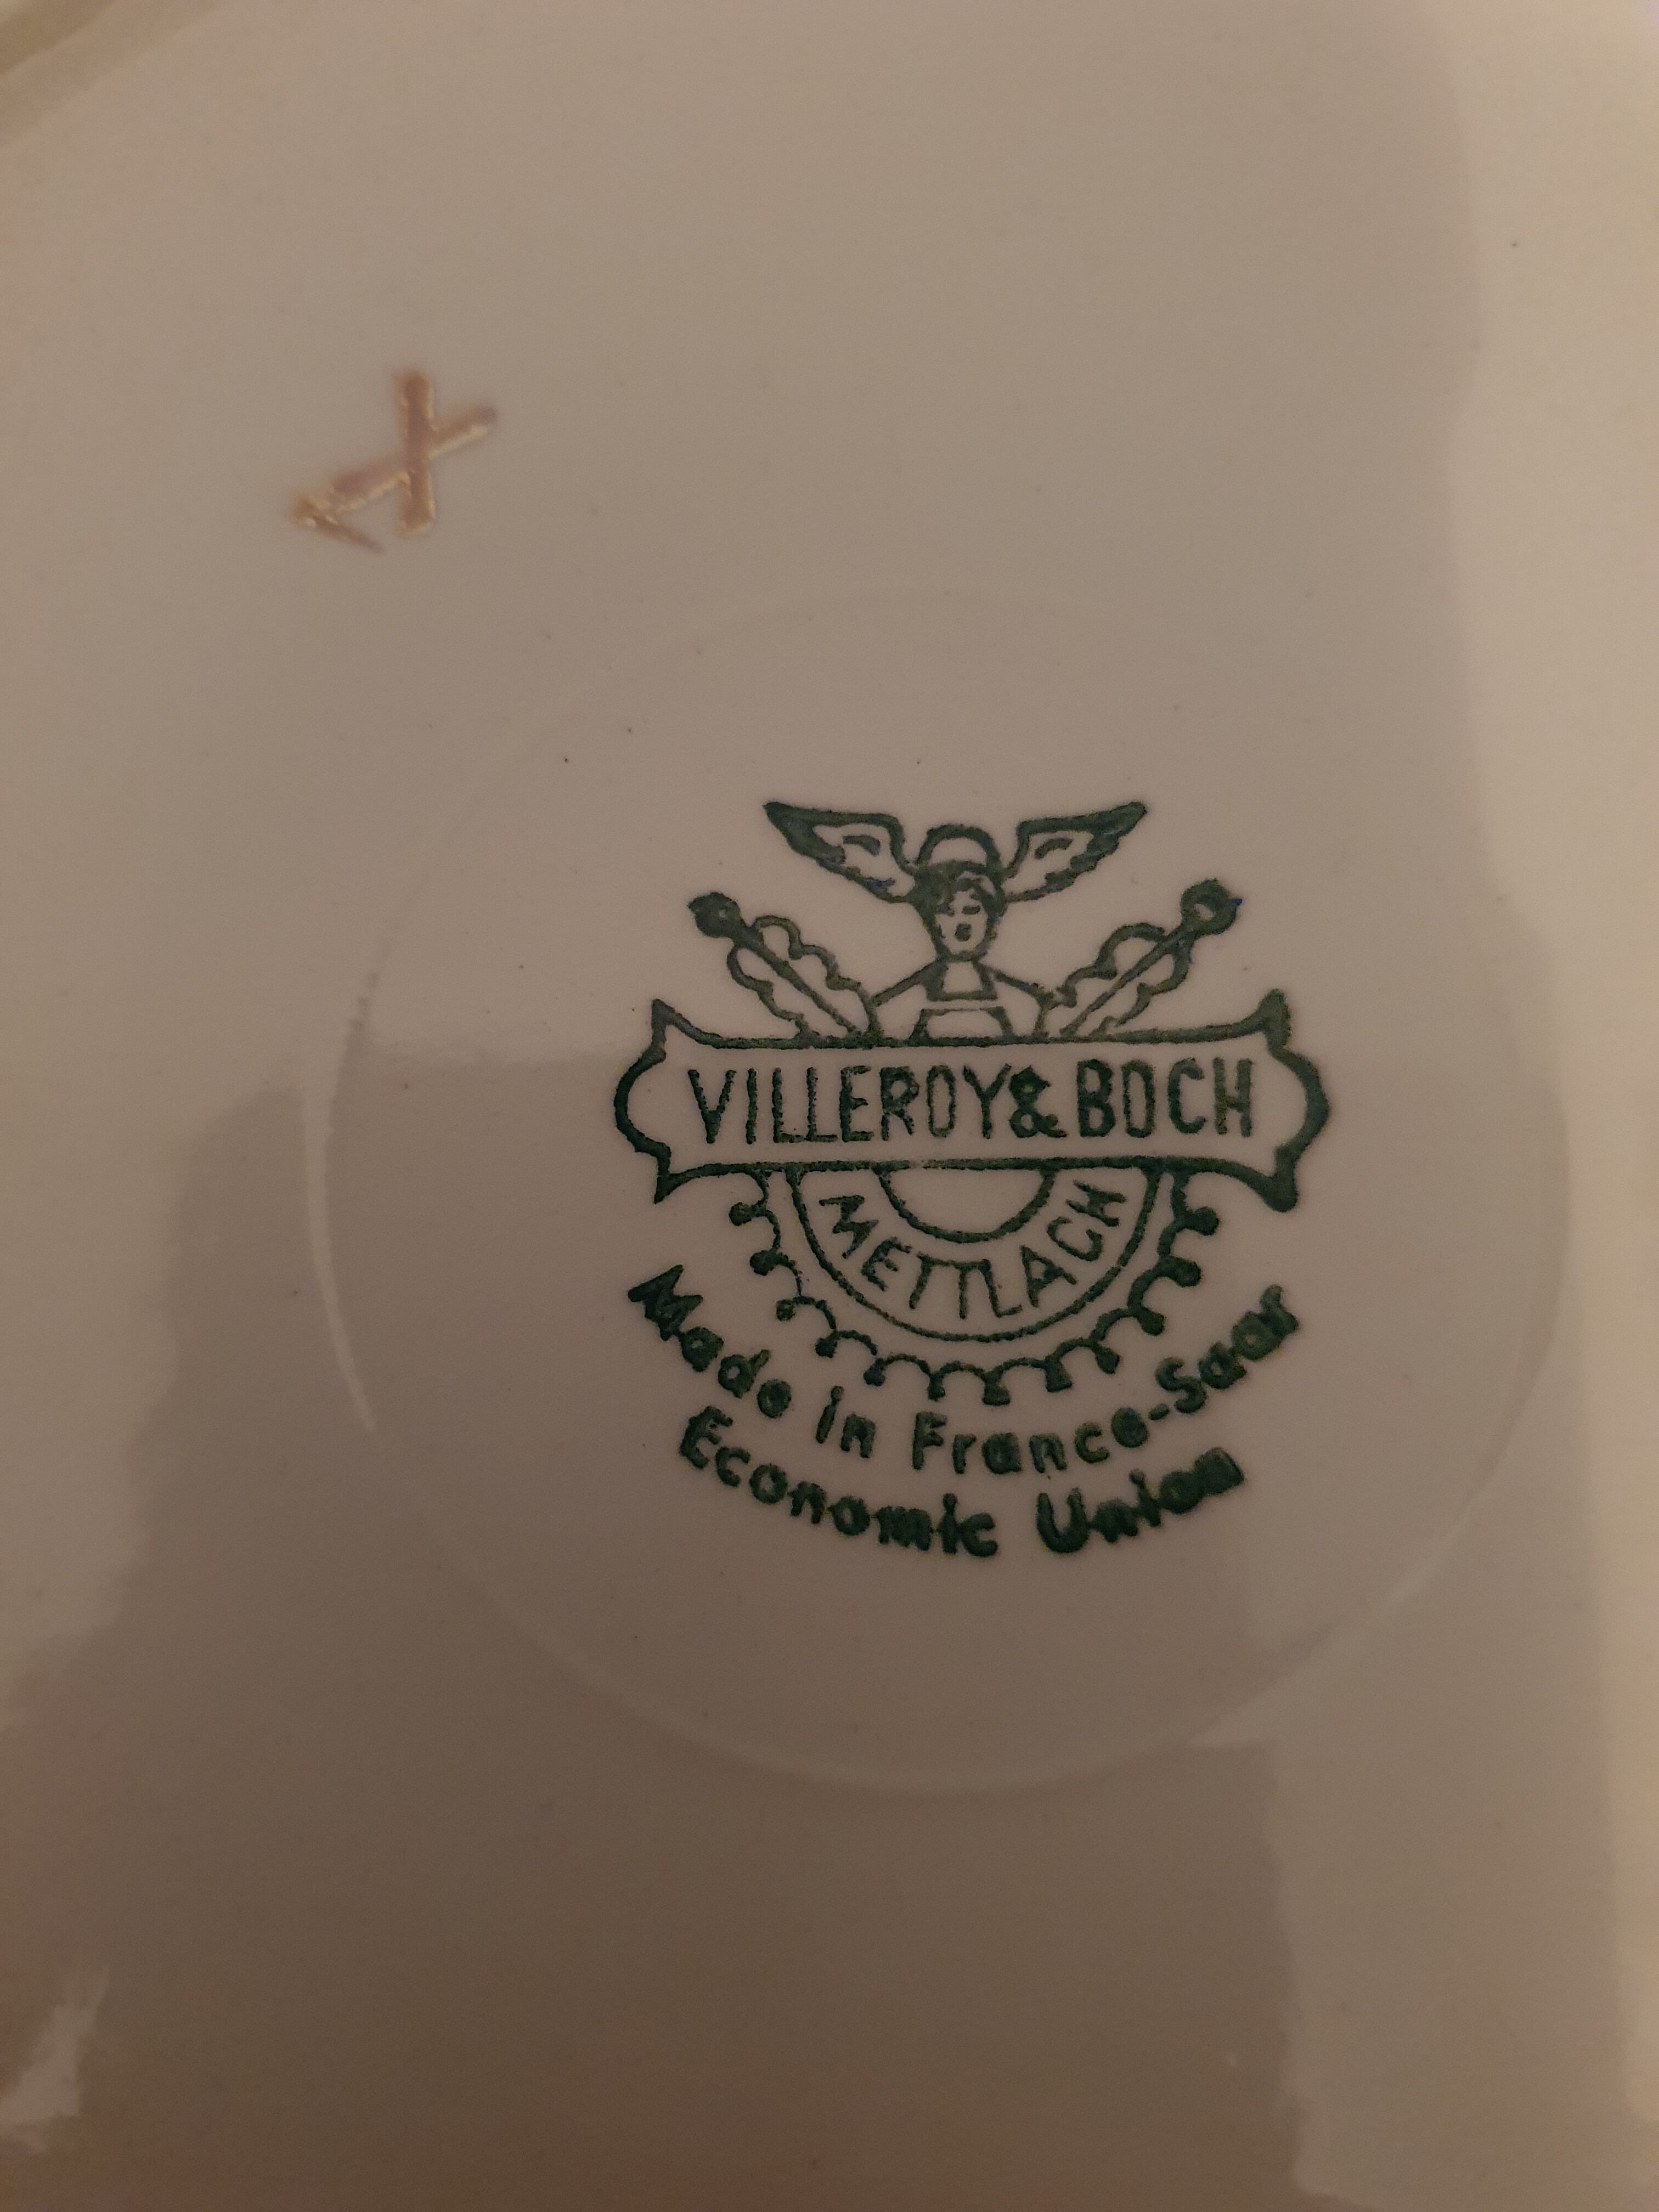 VILLEROY & BOCH
METTLACH
Made in France-Saar
Economic Union